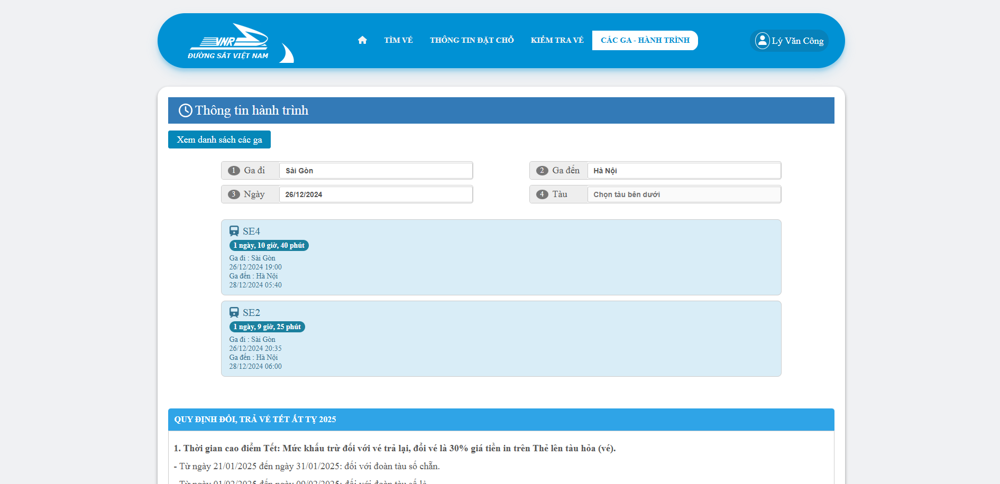 VNR
ĐƯỜNG SẮT VIỆT NAM
TÌM VÉ
THÔNG TIN ĐẶT CHỖ
KIỂM TRA VÉ
CÁC GA - HÀNH TRÌNH
Lý Văn Công
Thông tin hành trình
Xem danh sách các ga
1 Ga đi Sài Gòn
2 Ga đến Hà Nội
3 Ngày 26/12/2024
4 Tàu Chọn tàu bên dưới
SE4
1 ngày, 10 giờ, 40 phút
Ga đi : Sài Gòn
26/12/2024 19:00
Ga đến : Hà Nội
28/12/2024 05:40
SE2
1 ngày, 9 giờ, 25 phút
Ga đi : Sài Gòn
26/12/2024 20:35
Ga đến : Hà Nội
28/12/2024 06:00
QUY ĐỊNH ĐỔI, TRẢ VÉ TẾT ẤT TỴ 2025
1. Thời gian cao điểm Tết: Mức khấu trừ đối với vé trả lại, đổi vé là 30% giá tiền in trên Thẻ lên tàu hỏa (vé).
- Từ ngày 21/01/2025 đến ngày 31/01/2025: đối với đoàn tàu số chẵn.
- Từ ngày 01/02/2025 đến ngày 09/02/2025: đối với đoàn tàu số lẻ.